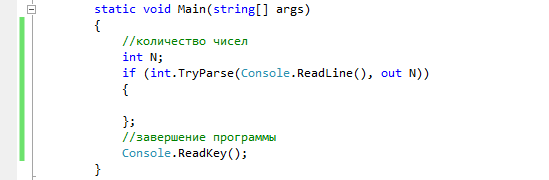 static void Main(string[] args)
{
//количество чисел
int N;
if (int.TryParse(Console.ReadLine(), out N))
{
};
//завершение программы
Console.ReadKey();
}